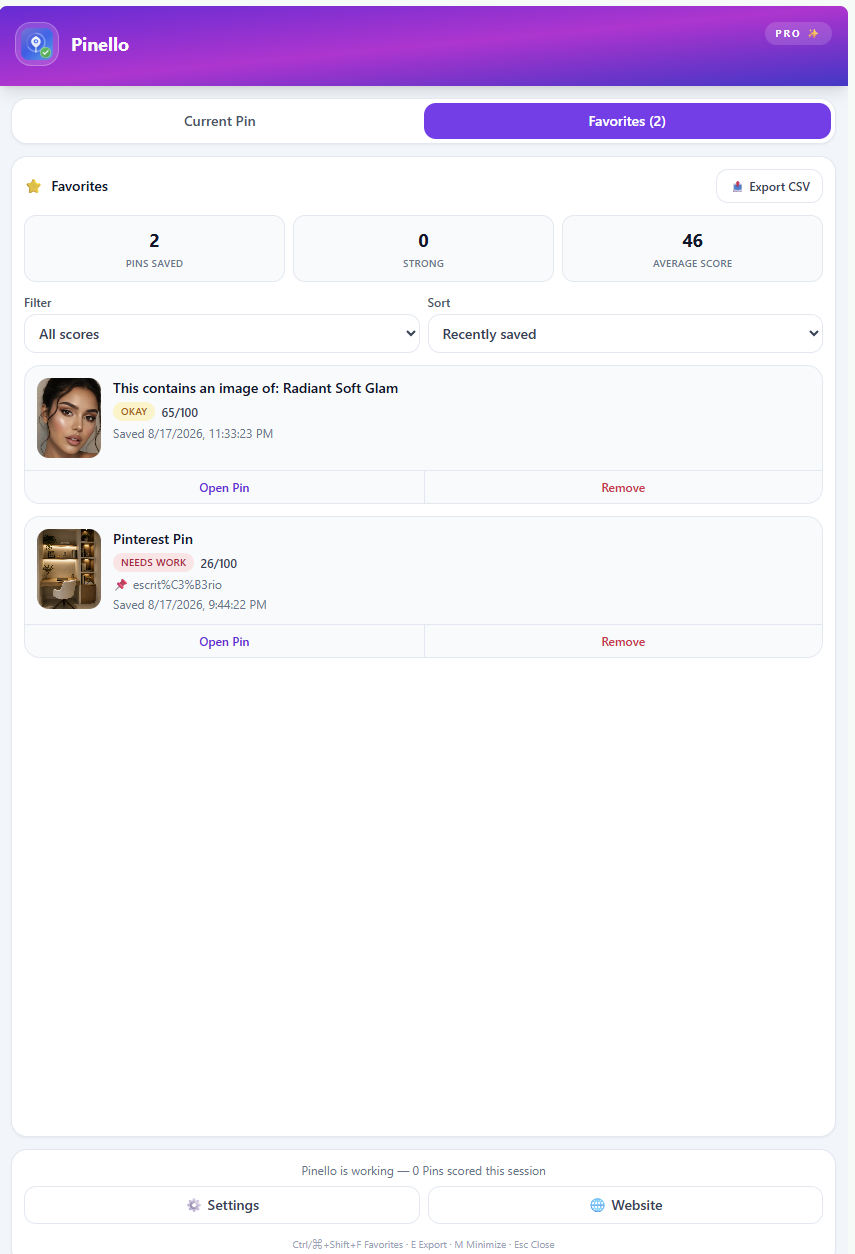 Pinello
PRO ✨
Current Pin
Favorites (2)
⭐ Favorites
📤 Export CSV
2
PINS SAVED
0
STRONG
46
AVERAGE SCORE
Filter
Sort
All scores
Recently saved
This contains an image of: Radiant Soft Glam
OKAY 65/100
Saved 8/17/2026, 11:33:23 PM
Open Pin
Remove
Pinterest Pin
NEEDS WORK 26/100
📌 escrit%C3%B3rio
Saved 8/17/2026, 9:44:22 PM
Open Pin
Remove
Pinello is working — 0 Pins scored this session
⚙️ Settings
🌐 Website
Ctrl/⌘+Shift+F Favorites · E Export · M Minimize · Esc Close